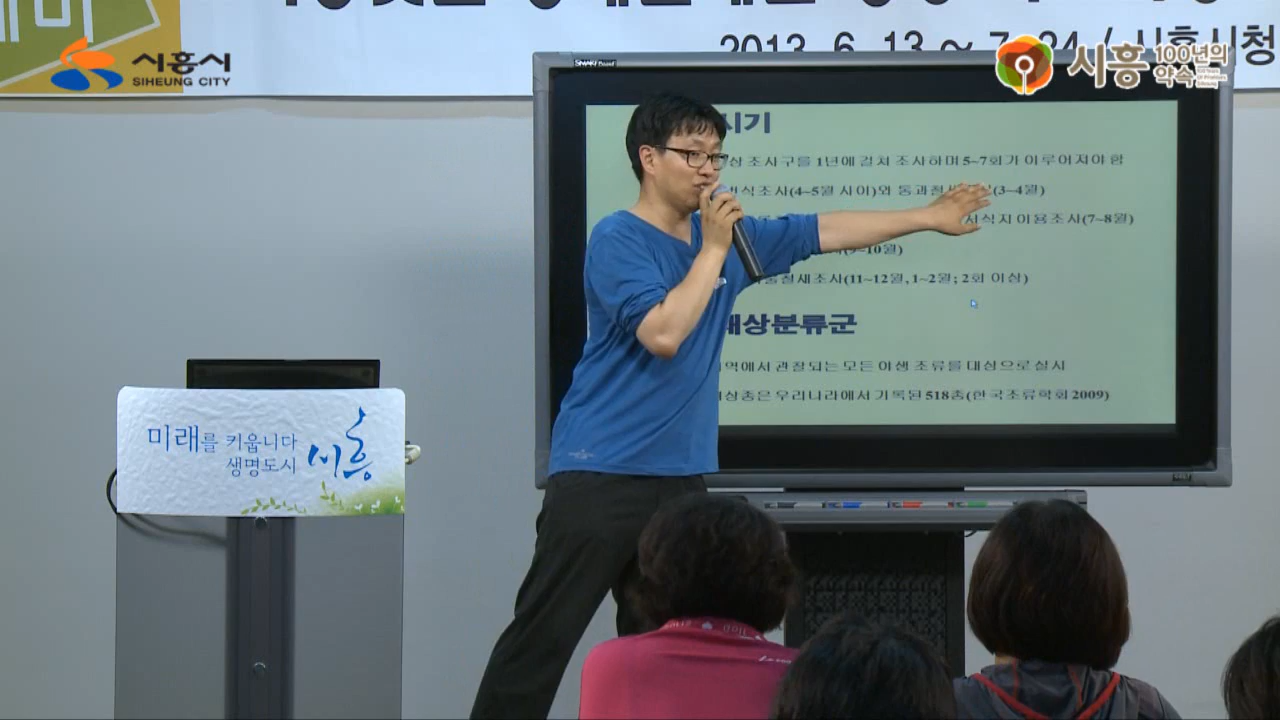 시흥시
SIHEUNG CITY
2013. 6. 13 ~ 7. 24 / 시흥시청
시흥 100년의 약속
시기
상 조사구를 1년에 걸쳐 조사하며 5~7회가 이루어져야 함
식조사(4~5월 사이)와 통과철새 (3~4월)
시식지 이용조사(7~8월)
(9~10월)
철새조사(11~12월, 1~2월; 2회 이상)
대상분류군
역에서 관찰되는 모든 야생 조류를 대상으로 실시
상종은 우리나라에서 기록된 518종(한국조류학회 2009)
미래를 키웁니다
생명도시 시흥